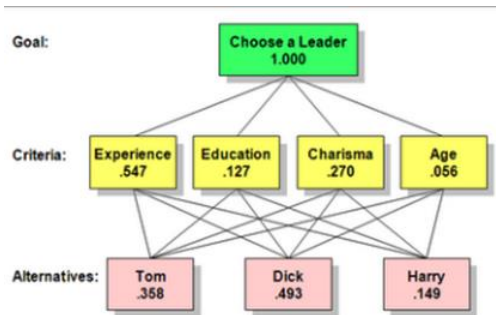 Goal:
Choose a Leader
1.000
Criteria:
Experience
.547
Education
.127
Charisma
.270
Age
.056
Alternatives:
Tom
.358
Dick
.493
Harry
.149